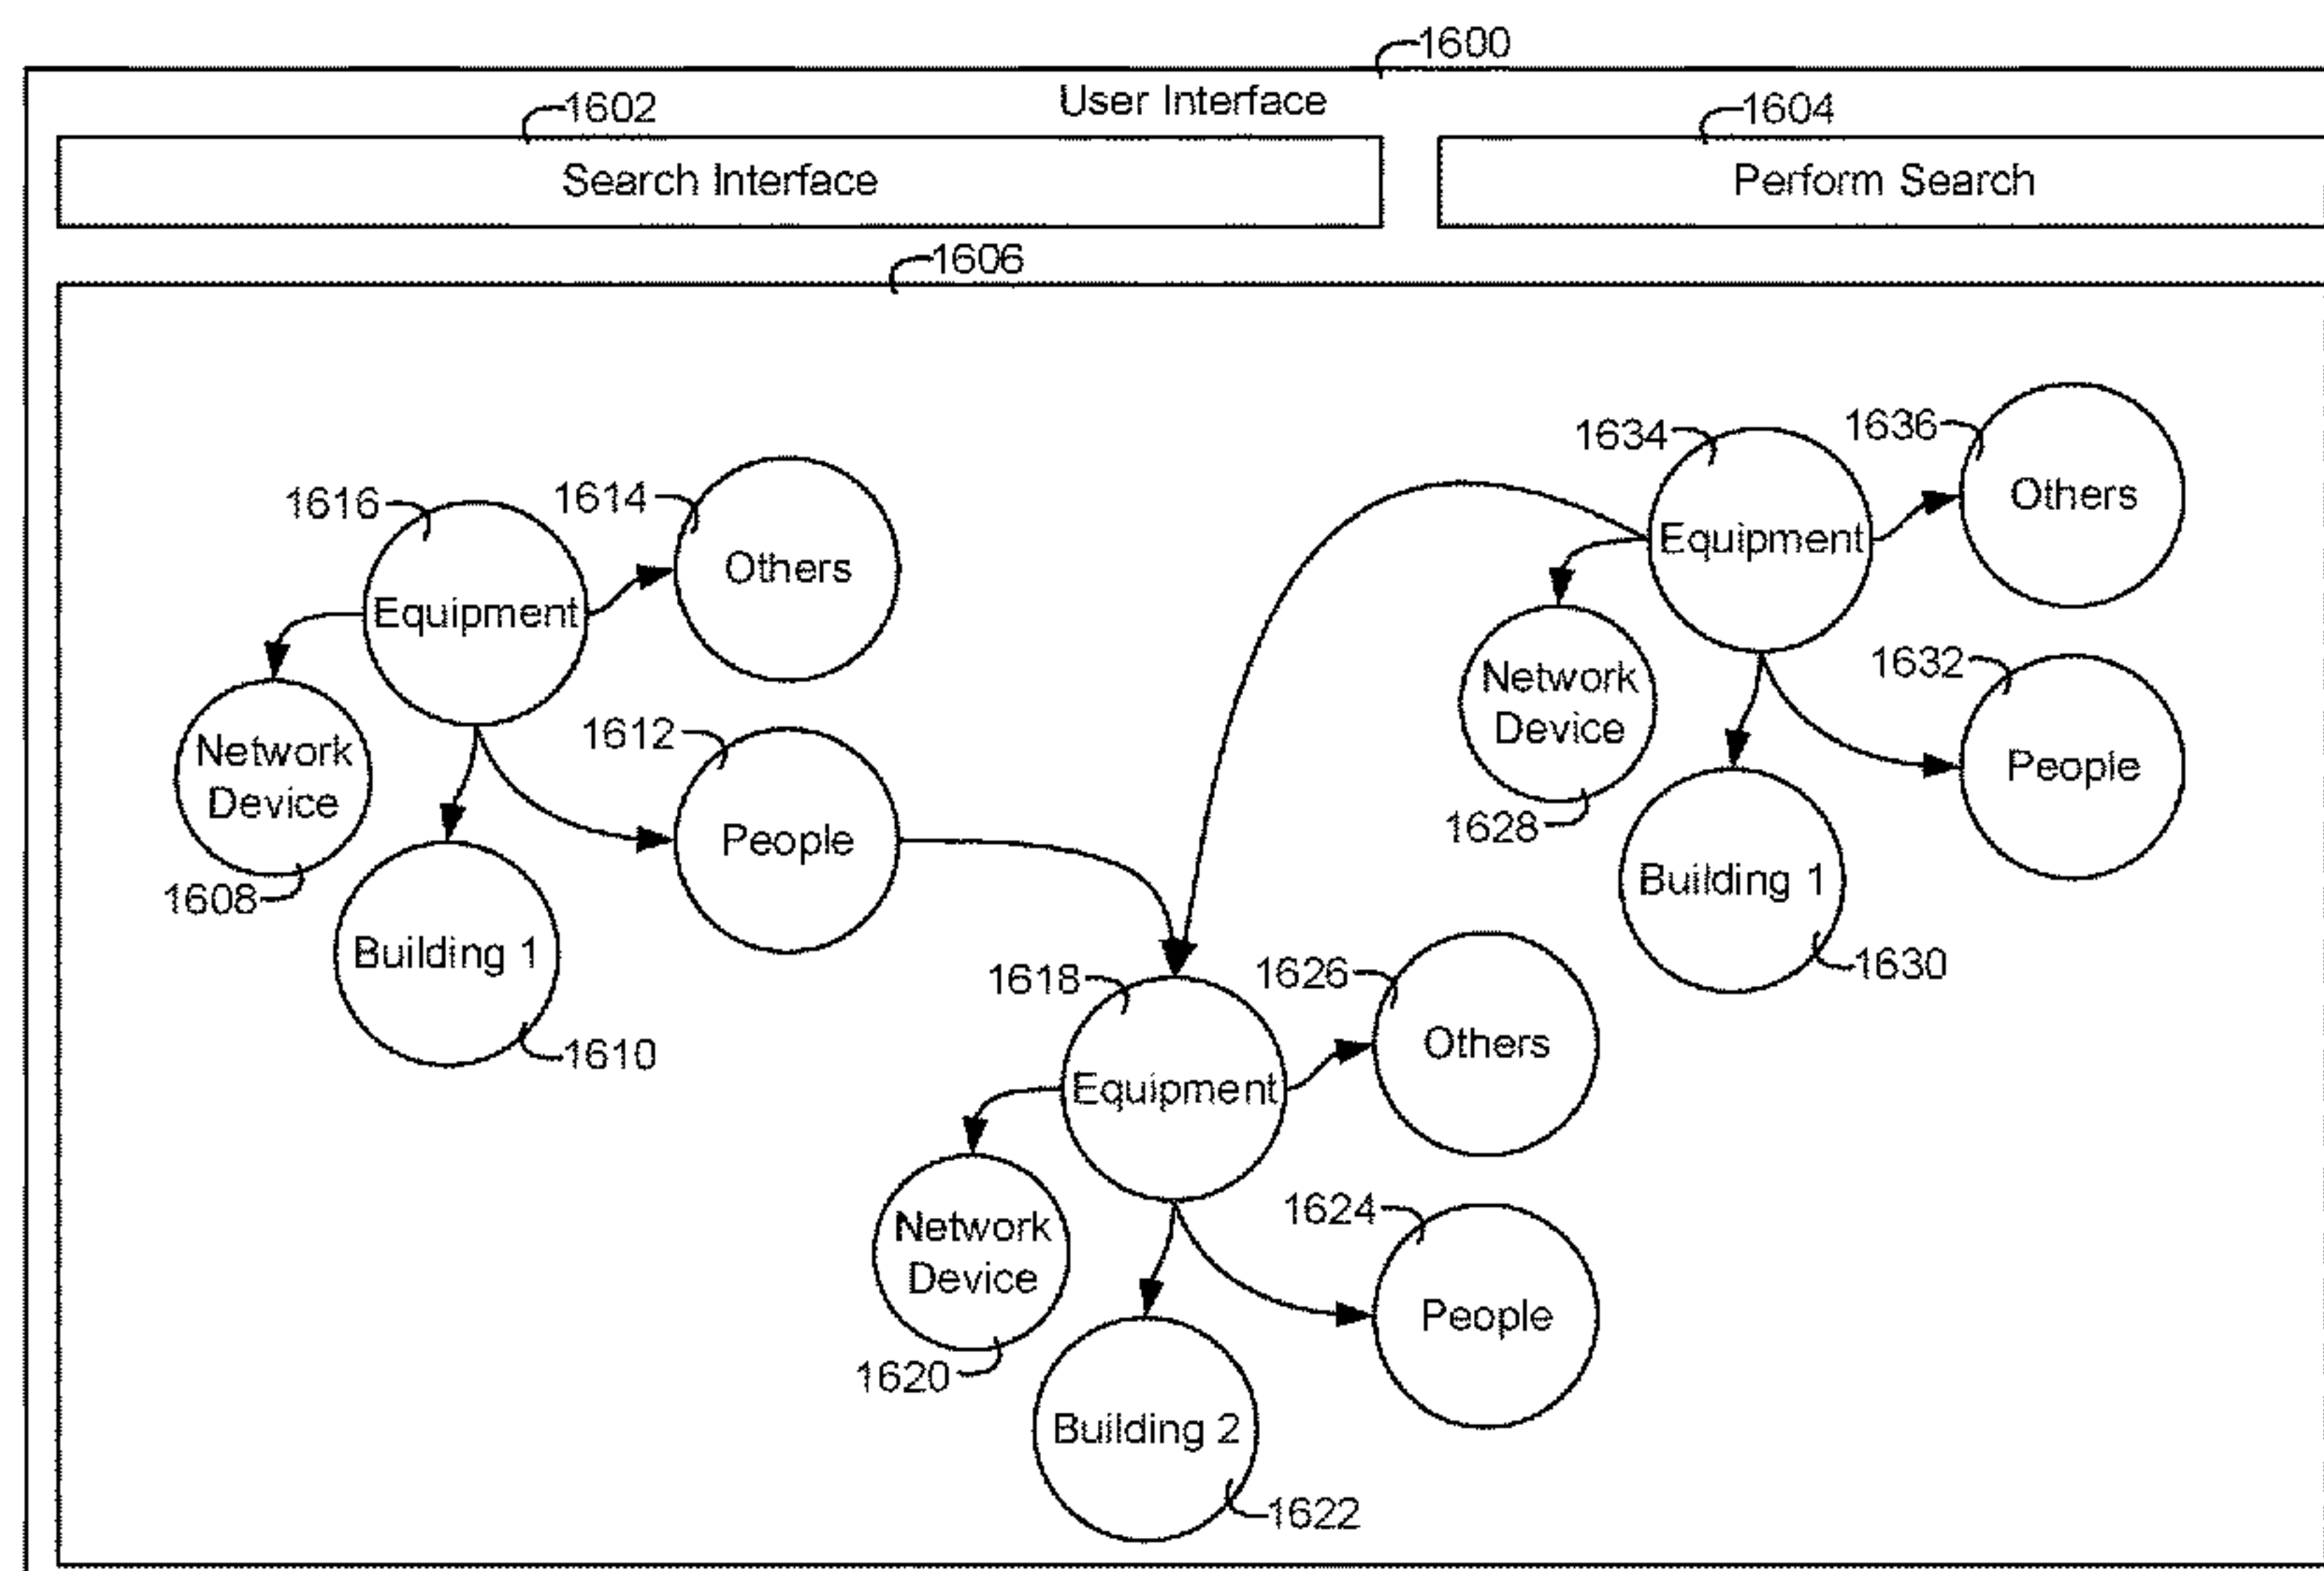 1600
User Interface
1602
1604
Search Interface
Perform Search
1606
1634
1636
Others
1616
1614
Equipment
Others
Equipment
1632
Network
Device
1612
People
Network
Device
People
1628
Building 1
1608
Building 1
1618
1626
1630
1610
Others
Equipment
1624
Network
Device
People
1620
Building 2
1622